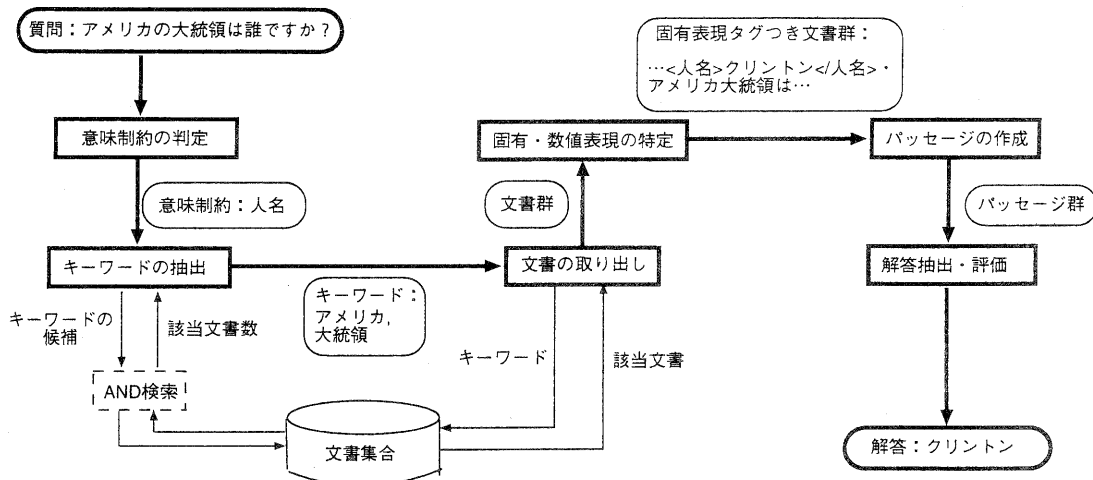 質問：アメリカの大統領は誰ですか？
意味制約の判定
意味制約：人名
キーワードの抽出
キーワード：
アメリカ,
大統領
キーワードの
候補
該当文書数
AND検索
文書集合
キーワード
該当文書
文書の取り出し
文書群
固有・数値表現の特定
固有表現タグつき文書群：
…<人名>クリントン</人名>・
アメリカ大統領は…
パッセージの作成
パッセージ群
解答抽出・評価
解答：クリントン